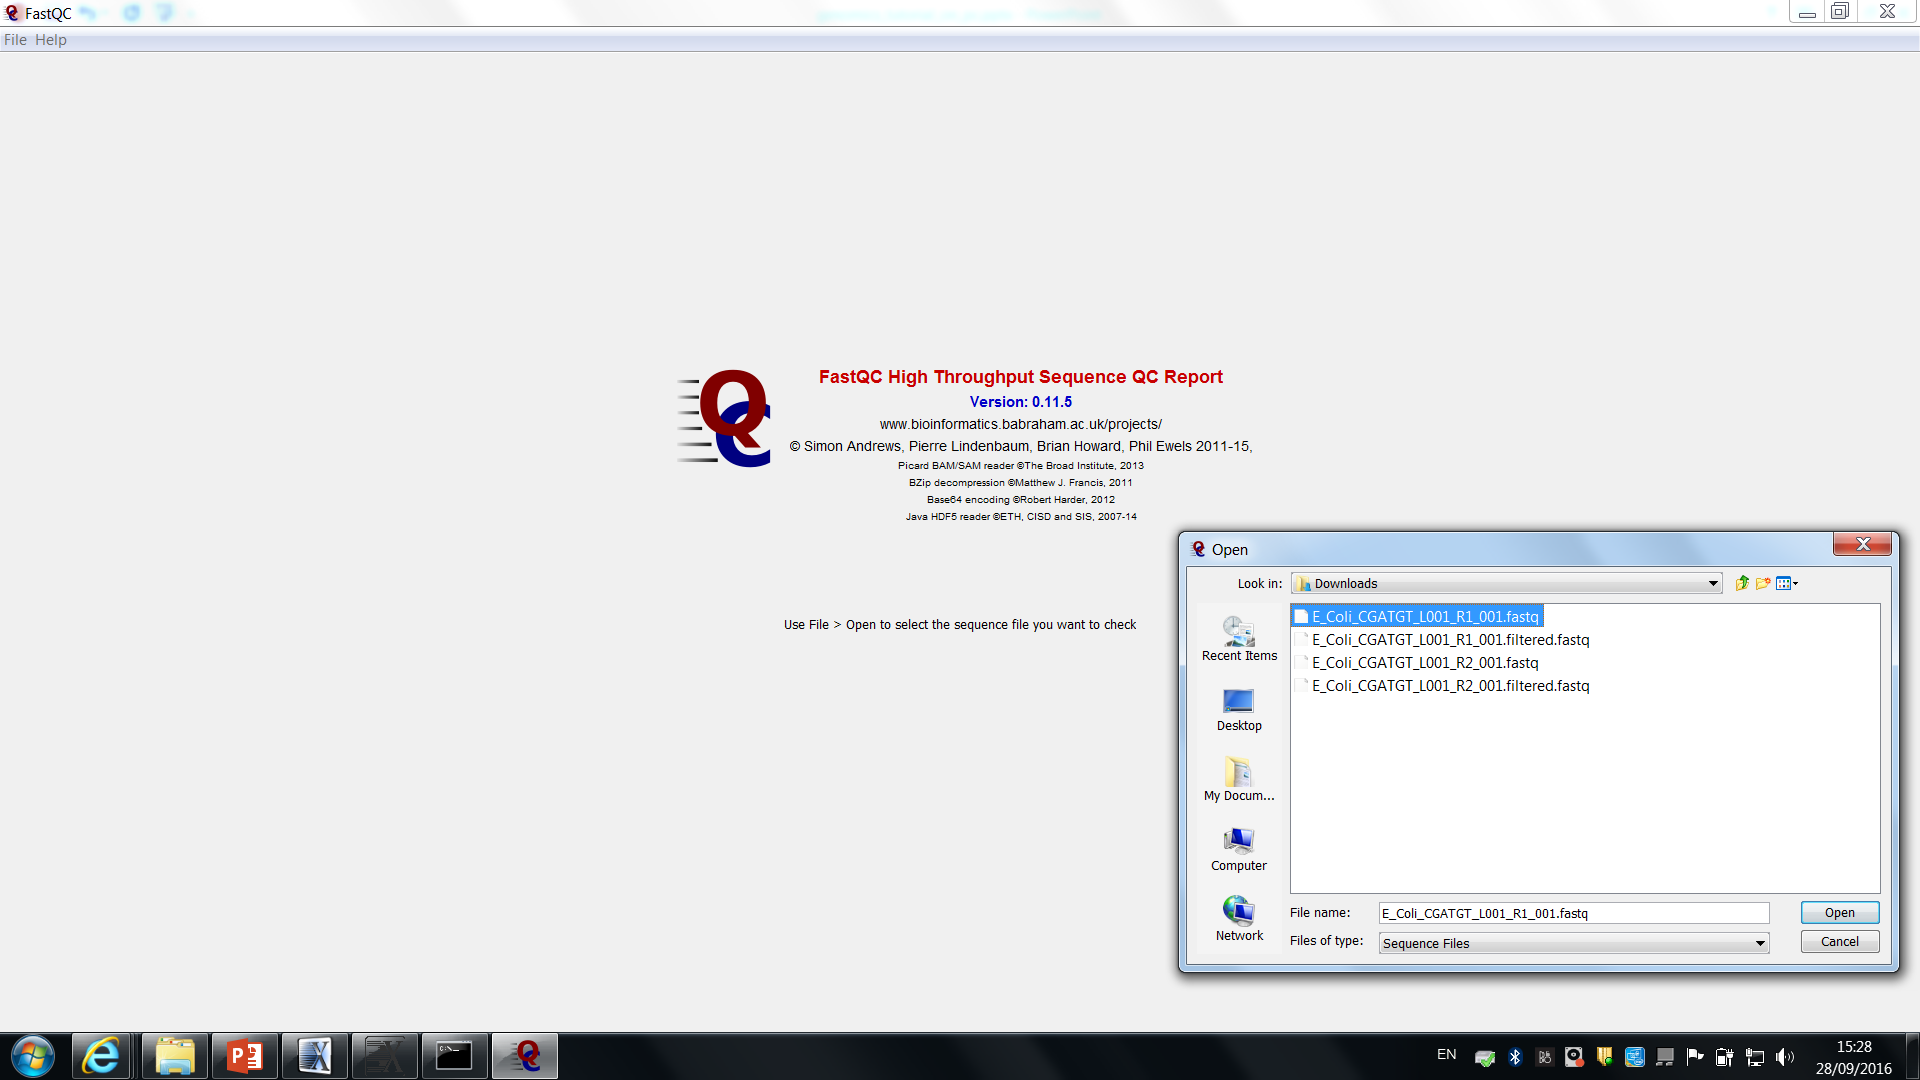 FastQC
File Help
FastQC High Throughput Sequence QC Report
Version: 0.11.5
www.bioinformatics.babraham.ac.uk/projects/
© Simon Andrews, Pierre Lindenbaum, Brian Howard, Phil Ewels 2011-15,
Picard BAM/SAM reader ©The Broad Institute, 2013
BZip decompression ©Matthew J. Francis, 2011
Base64 encoding ©Robert Harder, 2012
Java HDF5 reader ©ETH, CISD and SIS, 2007-14
Use File > Open to select the sequence file you want to check
Open
Look in: Downloads
E_Coli_CGATGT_L001_R1_001.fastq
E_Coli_CGATGT_L001_R1_001.filtered.fastq
E_Coli_CGATGT_L001_R2_001.fastq
E_Coli_CGATGT_L001_R2_001.filtered.fastq
Recent Items
Desktop
My Docum...
Computer
Network
File name: E_Coli_CGATGT_L001_R1_001.fastq
Open
Files of type: Sequence Files
Cancel
EN
15:28
28/09/2016